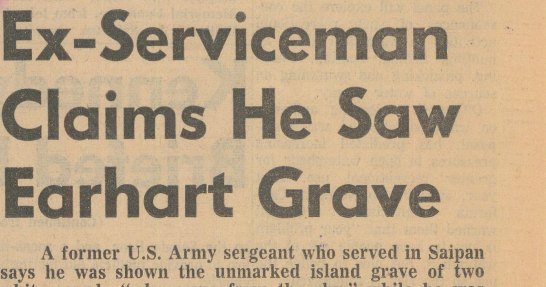 Ex-Serviceman
Claims He Saw
Earhart Grave
A former U.S. Army sergeant who served in Saipan
says he was shown the unmarked island grave of two